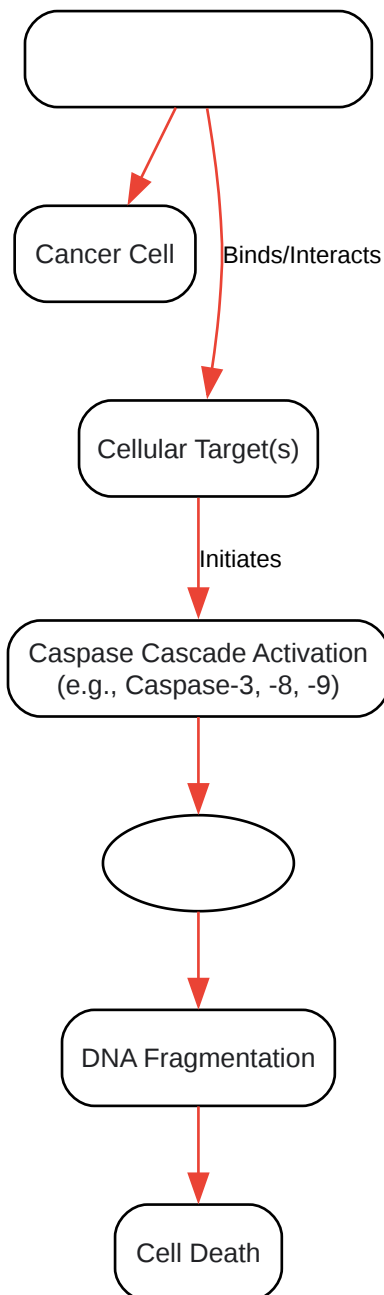 Cancer Cell
Binds/Interacts
Cellular Target(s)
Initiates
Caspase Cascade Activation
(e.g., Caspase-3, -8, -9)
DNA Fragmentation
Cell Death